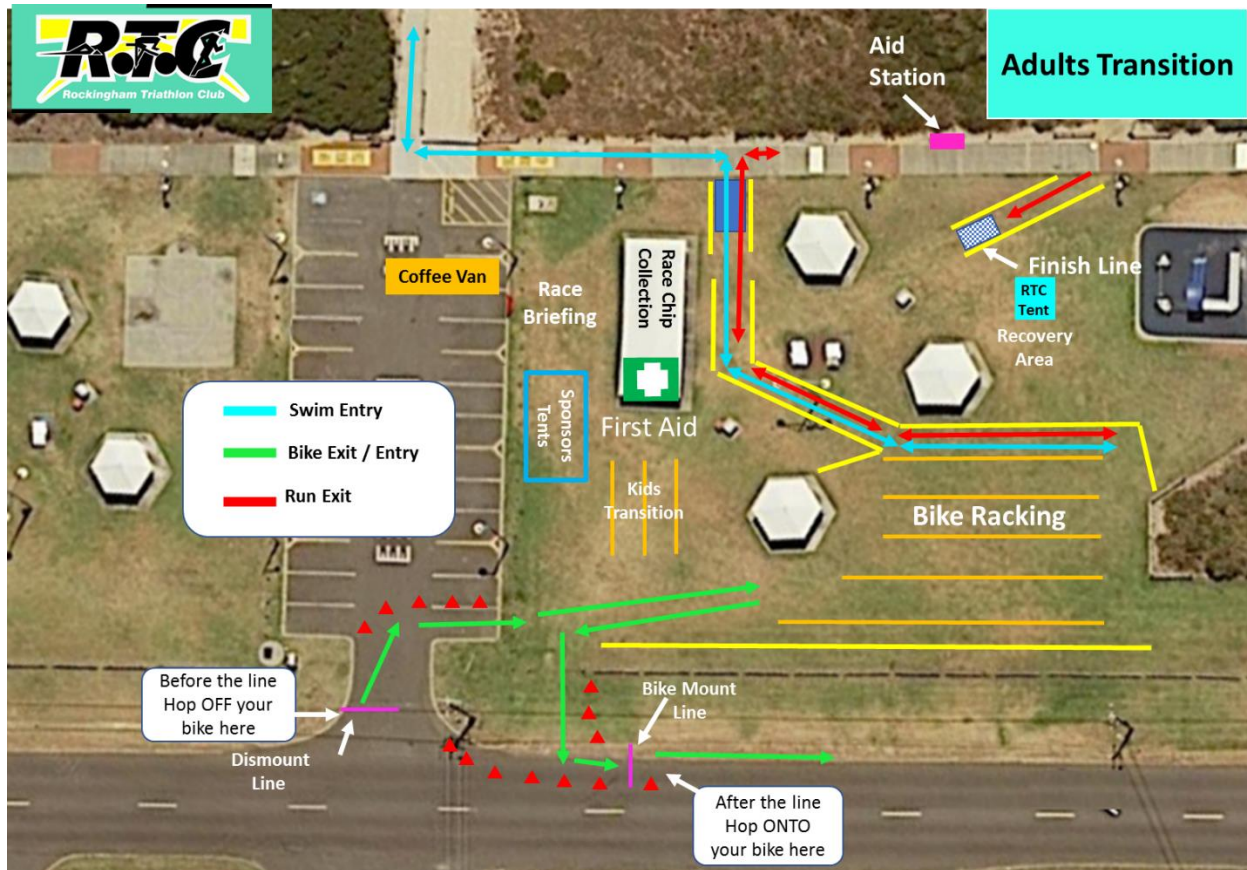 R.T.C
Rockingham Triathlon Club
Aid
Station
Adults Transition
Coffee Van
Race
Briefing
Race Chip
Collection
Finish Line
RTC
Tent
Recovery
Area
Swim Entry
Bike Exit / Entry
Run Exit
Sponsors
Tents
First Aid
Kids
Transition
Bike Racking
Before the line
Hop OFF your
bike here
Dismount
Line
Bike Mount
Line
After the line
Hop ONTO
your bike here